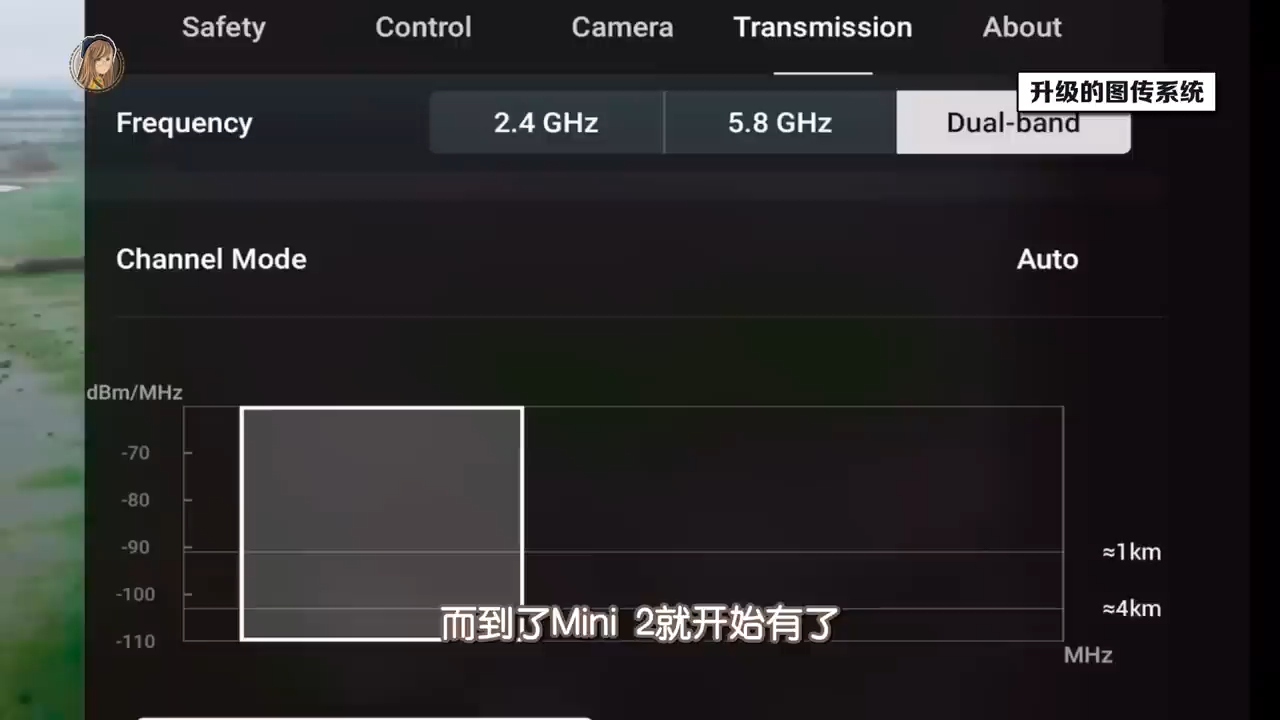 Safety Control Camera Transmission About
升级的图传系统
Frequency 2.4 GHz 5.8 GHz Dual-band
Channel Mode Auto
dBm/MHz
-70
-80
-90
≈1km
-100
≈4km
-110
而到了Mini 2就开始有了
MHz